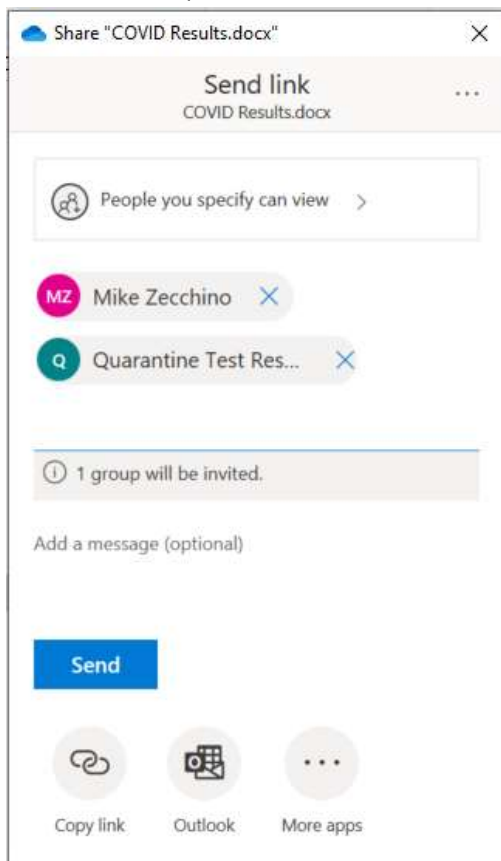 Share "COVID Results.docx"
Send link
COVID Results.docx
People you specify can view
MZ Mike Zecchino
Q Quarantine Test Res...
1 group will be invited.
Add a message (optional)
Send
Copy link Outlook More apps